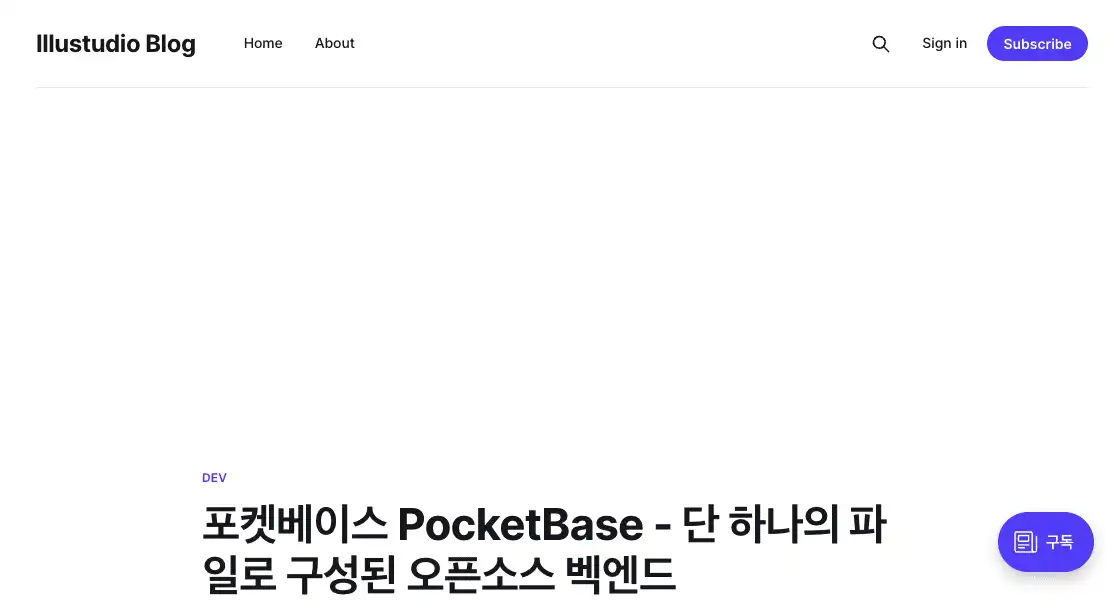 Illustudio Blog Home About Sign in Subscribe
DEV
포켓베이스 PocketBase - 단 하나의 파
일로 구성된 오픈소스 벡엔드
구독